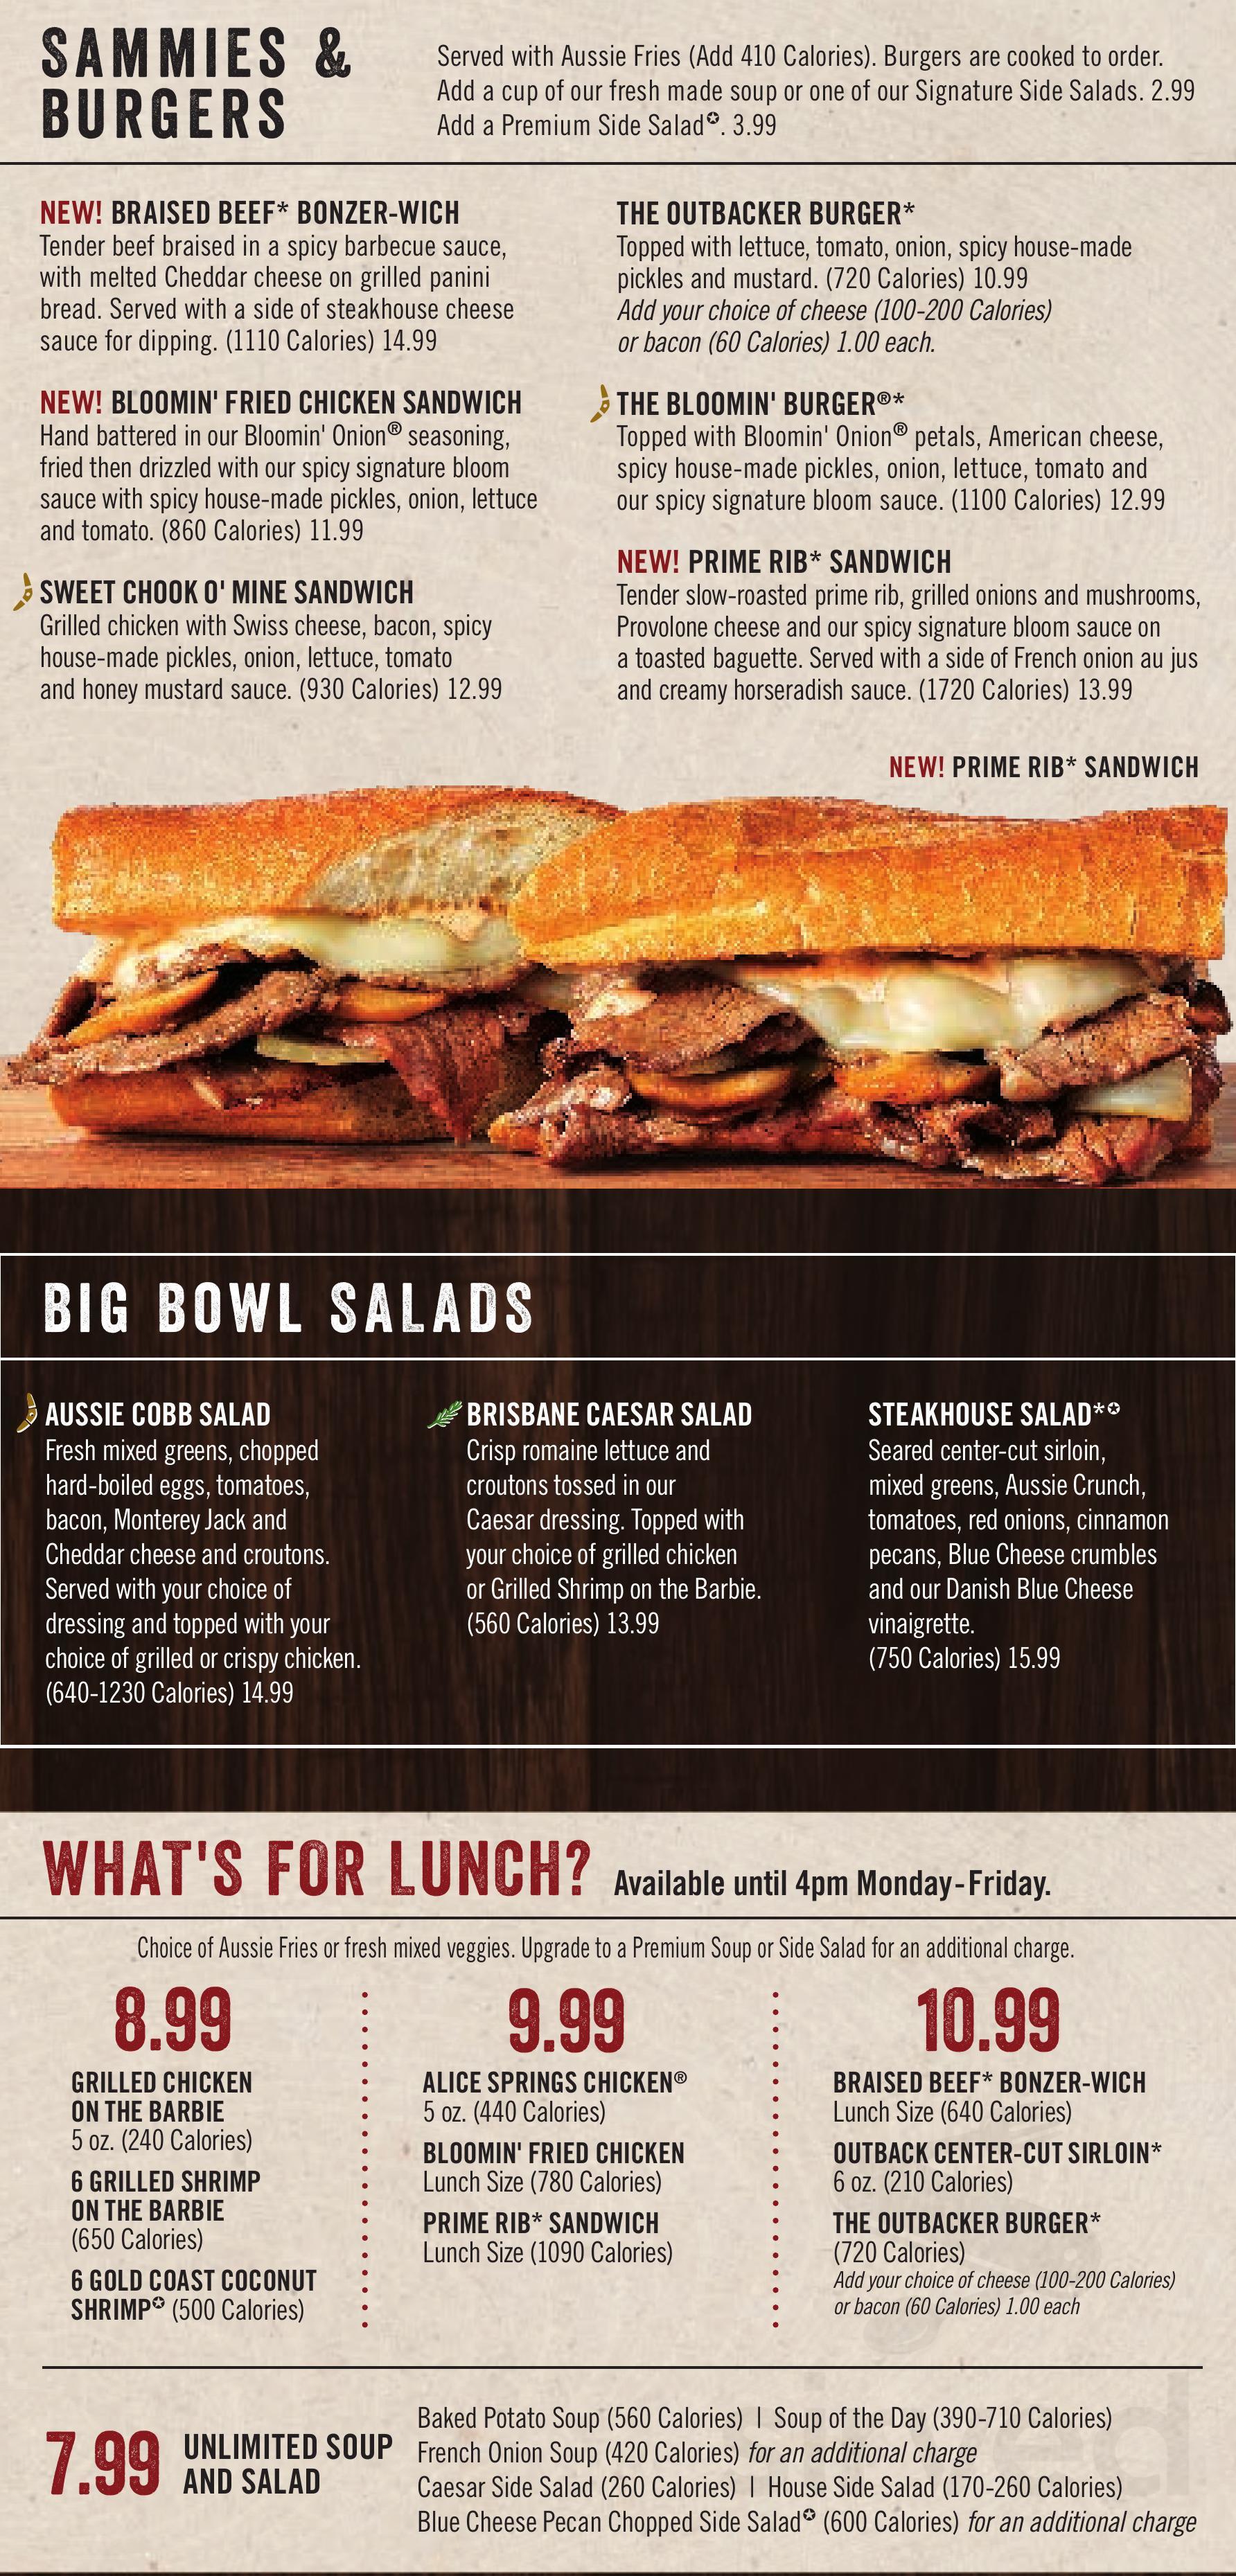 SAMMIES &
BURGERS
Served with Aussie Fries (Add 410 Calories). Burgers are cooked to order.
Add a cup of our fresh made soup or one of our Signature Side Salads. 2.99
Add a Premium Side Salad✪. 3.99
NEW! BRAISED BEEF* BONZER-WICH
Tender beef braised in a spicy barbecue sauce,
with melted Cheddar cheese on grilled panini
bread. Served with a side of steakhouse cheese
sauce for dipping. (1110 Calories) 14.99
NEW! BLOOMIN' FRIED CHICKEN SANDWICH
Hand battered in our Bloomin' Onion® seasoning,
fried then drizzled with our spicy signature bloom
sauce with spicy house-made pickles, onion, lettuce
and tomato. (860 Calories) 11.99
SWEET CHOOK O' MINE SANDWICH
Grilled chicken with Swiss cheese, bacon, spicy
house-made pickles, onion, lettuce, tomato
and honey mustard sauce. (930 Calories) 12.99
THE OUTBACKER BURGER*
Topped with lettuce, tomato, onion, spicy house-made
pickles and mustard. (720 Calories) 10.99
Add your choice of cheese (100-200 Calories)
or bacon (60 Calories) 1.00 each.
THE BLOOMIN' BURGER®*
Topped with Bloomin' Onion® petals, American cheese,
spicy house-made pickles, onion, lettuce, tomato and
our spicy signature bloom sauce. (1100 Calories) 12.99
NEW! PRIME RIB* SANDWICH
Tender slow-roasted prime rib, grilled onions and mushrooms,
Provolone cheese and our spicy signature bloom sauce on
a toasted baguette. Served with a side of French onion au jus
and creamy horseradish sauce. (1720 Calories) 13.99
NEW! PRIME RIB* SANDWICH
BIG BOWL SALADS
AUSSIE COBB SALAD
Fresh mixed greens, chopped
hard-boiled eggs, tomatoes,
bacon, Monterey Jack and
Cheddar cheese and croutons.
Served with your choice of
dressing and topped with your
choice of grilled or crispy chicken.
(640-1230 Calories) 14.99
BRISBANE CAESAR SALAD
Crisp romaine lettuce and
croutons tossed in our
Caesar dressing. Topped with
your choice of grilled chicken
or Grilled Shrimp on the Barbie.
(560 Calories) 13.99
STEAKHOUSE SALAD*✪
Seared center-cut sirloin,
mixed greens, Aussie Crunch,
tomatoes, red onions, cinnamon
pecans, Blue Cheese crumbles
and our Danish Blue Cheese
vinaigrette.
(750 Calories) 15.99
WHAT'S FOR LUNCH? Available until 4pm Monday-Friday.
Choice of Aussie Fries or fresh mixed veggies. Upgrade to a Premium Soup or Side Salad for an additional charge.
8.99
GRILLED CHICKEN
ON THE BARBIE
5 oz. (240 Calories)
6 GRILLED SHRIMP
ON THE BARBIE
(650 Calories)
6 GOLD COAST COCONUT
SHRIMP✪ (500 Calories)
9.99
ALICE SPRINGS CHICKEN®
5 oz. (440 Calories)
BLOOMIN' FRIED CHICKEN
Lunch Size (780 Calories)
PRIME RIB* SANDWICH
Lunch Size (1090 Calories)
10.99
BRAISED BEEF* BONZER-WICH
Lunch Size (640 Calories)
OUTBACK CENTER-CUT SIRLOIN*
6 oz. (210 Calories)
THE OUTBACKER BURGER*
(720 Calories)
Add your choice of cheese (100-200 Calories)
or bacon (60 Calories) 1.00 each
7.99 UNLIMITED SOUP
AND SALAD
Baked Potato Soup (560 Calories) | Soup of the Day (390-710 Calories)
French Onion Soup (420 Calories) for an additional charge
Caesar Side Salad (260 Calories) | House Side Salad (170-260 Calories)
Blue Cheese Pecan Chopped Side Salad✪ (600 Calories) for an additional charge